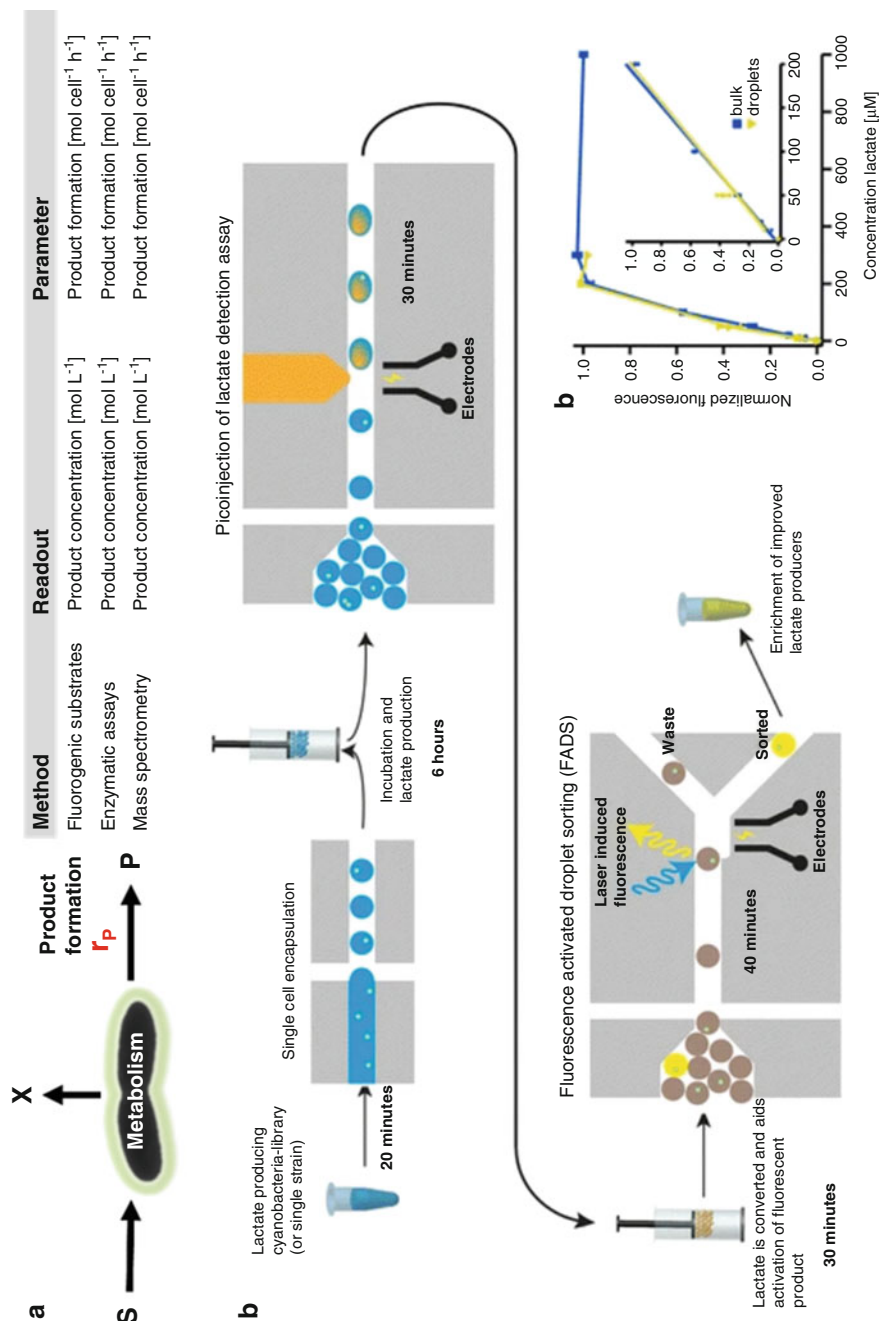 a
S
X
Metabolism
P
Product
formation
rP
Method Readout Parameter
Fluorogenic substrates Product concentration [mol L⁻¹] Product formation [mol cell⁻¹ h⁻¹]
Enzymatic assays Product concentration [mol L⁻¹] Product formation [mol cell⁻¹ h⁻¹]
Mass spectrometry Product concentration [mol L⁻¹] Product formation [mol cell⁻¹ h⁻¹]
b
Lactate producing
cyanobacteria-library
(or single strain)
20 minutes
Single cell encapsulation
Incubation and
lactate production
6 hours
Picoinjection of lactate detection assay
Electrodes
30 minutes
Lactate is converted and aids
activation of fluorescent
product
30 minutes
Fluorescence activated droplet sorting (FADS)
Laser induced
fluorescence
40 minutes
Electrodes
Waste
Sorted
Enrichment of improved
lactate producers
b
Normalized fluorescence
1.0
0.8
0.6
0.4
0.2
0.0
0 200 400 600 800 1000
Concentration lactate [µM]
1.0
0.8
0.6
0.4
0.2
0.0
0 50 100 150 200
bulk
droplets